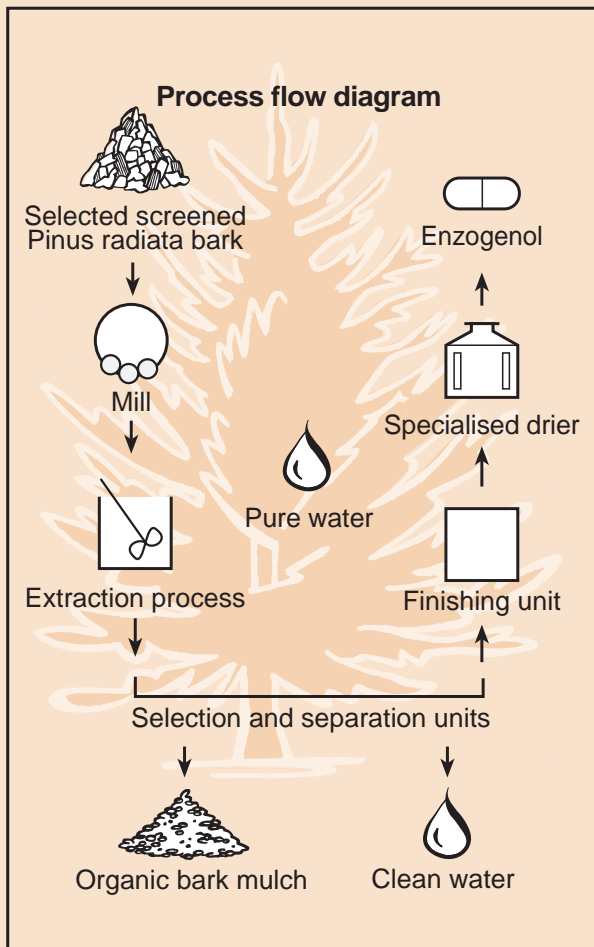 Process flow diagram
Selected screened
Pinus radiata bark
Mill
Extraction process
Pure water
Enzogenol
Specialised drier
Finishing unit
Selection and separation units
Organic bark mulch
Clean water